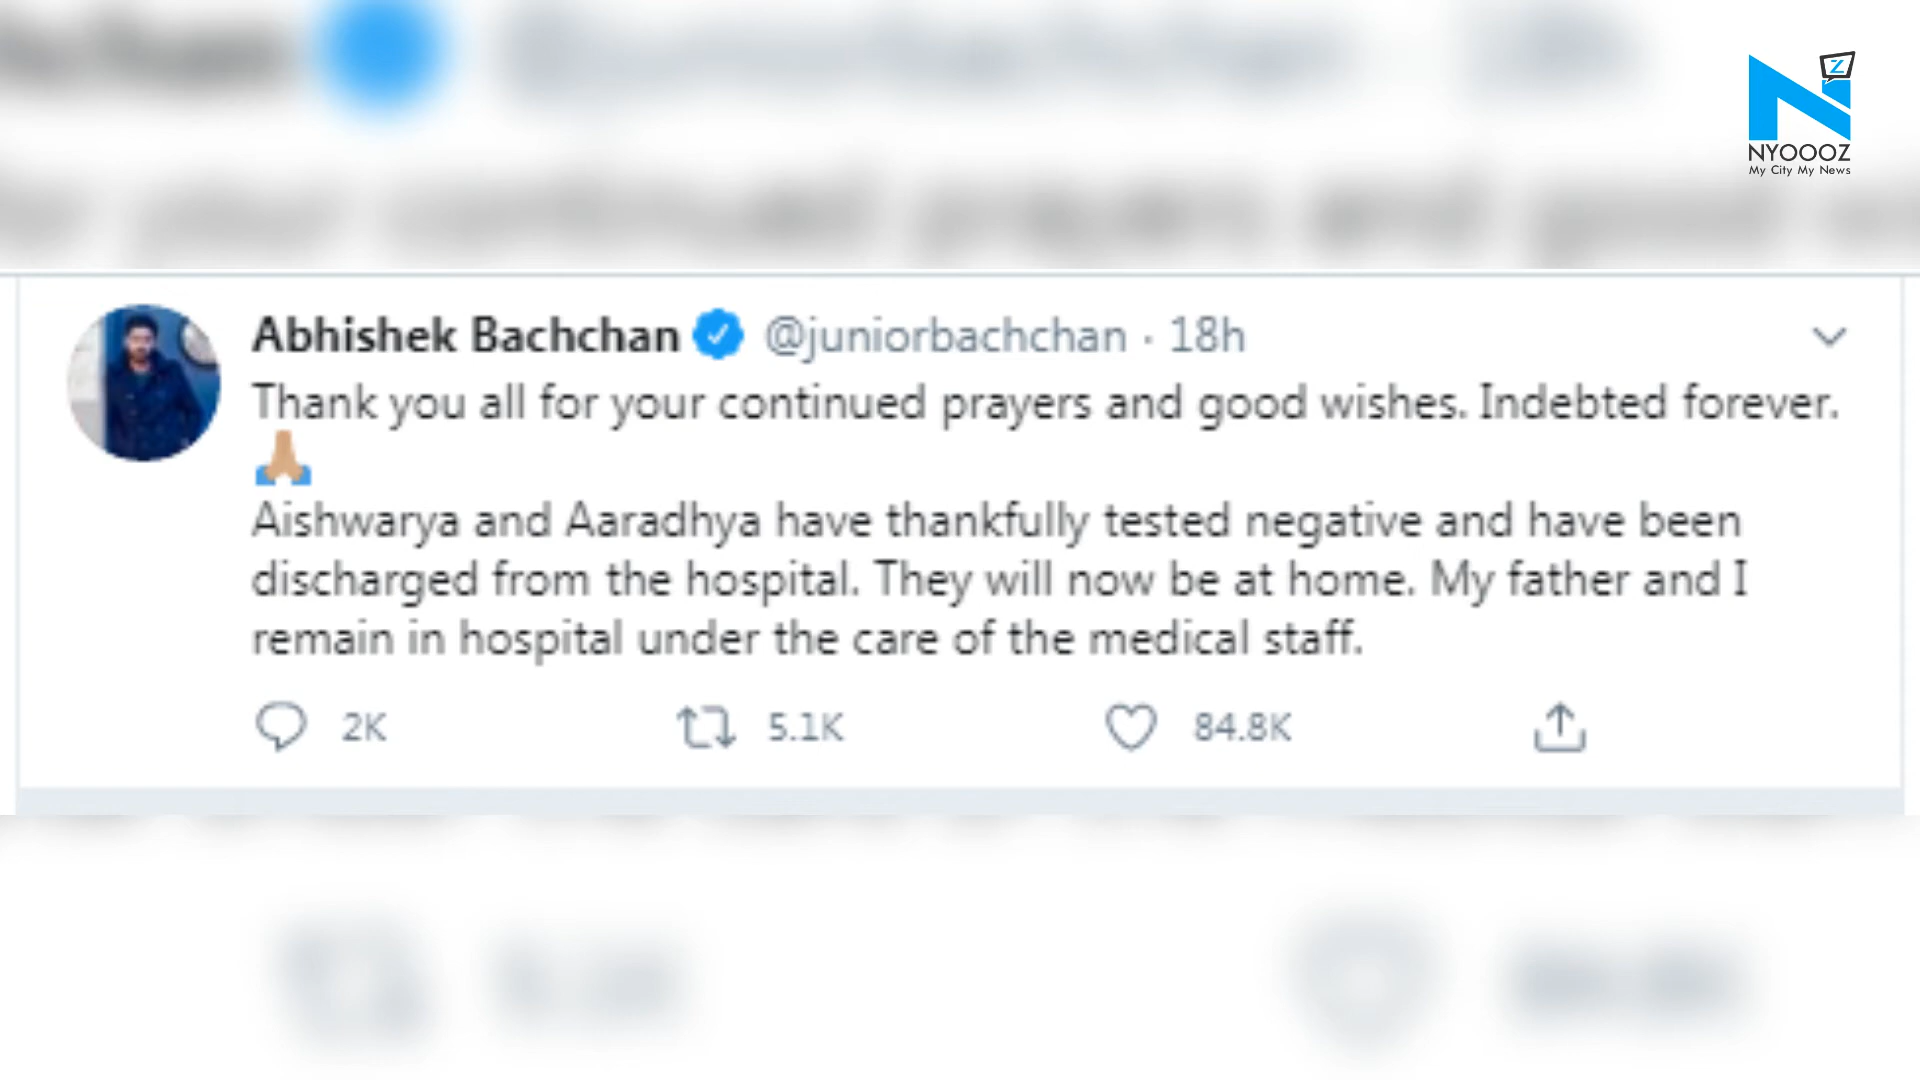 NYOOOZ
My City My News
Abhishek Bachchan @juniorbachchan · 18h
Thank you all for your continued prayers and good wishes. Indebted forever.
🙏🏼
Aishwarya and Aaradhya have thankfully tested negative and have been
discharged from the hospital. They will now be at home. My father and I
remain in hospital under the care of the medical staff.
2K 5.1K 84.8K